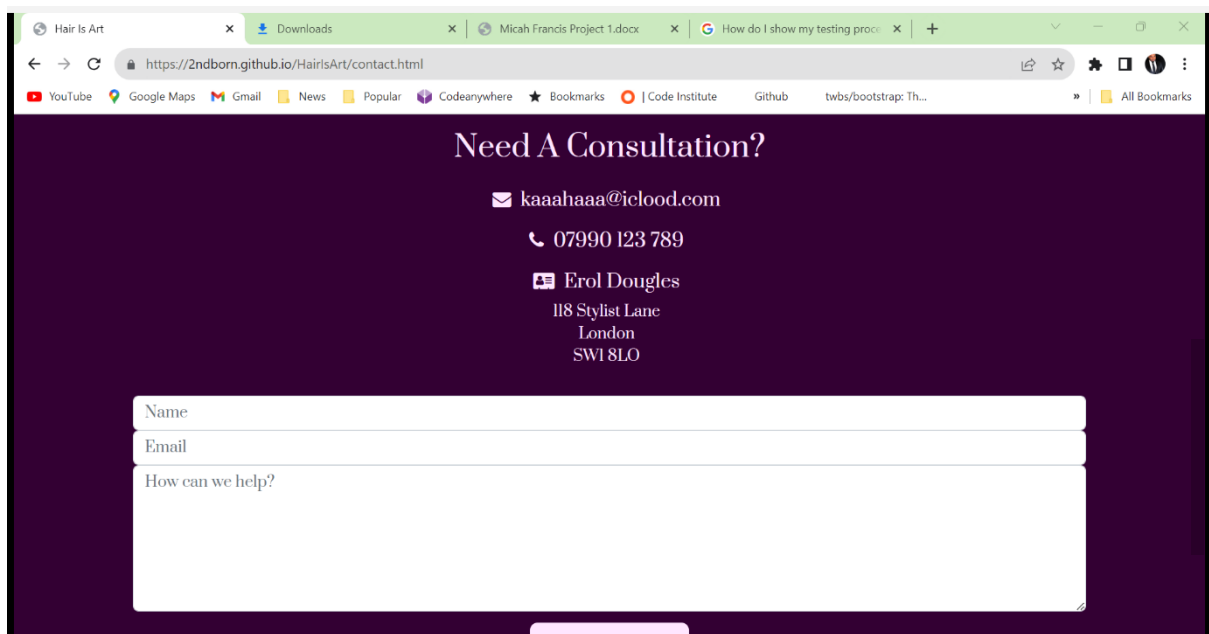 Hair Is Art
Downloads
Micah Francis Project 1.docx
How do I show my testing proce
https://2ndborn.github.io/HairIsArt/contact.html
YouTube Google Maps Gmail News Popular Codeanywhere Bookmarks | Code Institute Github twbs/bootstrap: Th... » All Bookmarks
Need A Consultation?
kaaahaaa@iclood.com
07990 123 789
Erol Dougles
118 Stylist Lane
London
SW1 8LO
Name
Email
How can we help?